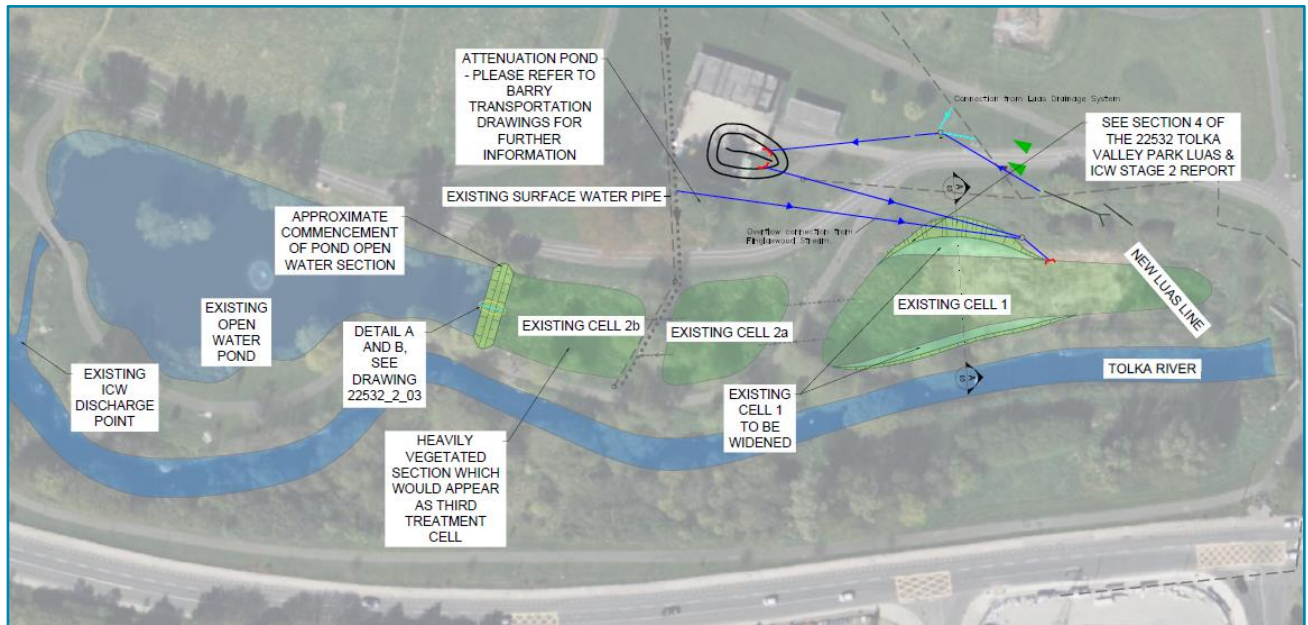 ATTENUATION POND
- PLEASE REFER TO
BARRY
TRANSPORTATION
DRAWINGS FOR
FURTHER
INFORMATION
Connection from Luas Drainage System
SEE SECTION 4 OF
THE 22532 TOLKA
VALLEY PARK LUAS &
ICW STAGE 2 REPORT
EXISTING SURFACE WATER PIPE
A
APPROXIMATE
COMMENCEMENT
OF POND OPEN
WATER SECTION
Overflow connection from
Finglaswood Stream.
NEW LUAS LINE
EXISTING CELL 1
EXISTING CELL 2b
EXISTING CELL 2a
EXISTING
OPEN
WATER
POND
DETAIL A
AND B,
SEE
DRAWING
22532_2_03
EXISTING
ICW
DISCHARGE
POINT
TOLKA RIVER
A
EXISTING
CELL 1
TO BE
WIDENED
HEAVILY
VEGETATED
SECTION WHICH
WOULD APPEAR
AS THIRD
TREATMENT
CELL